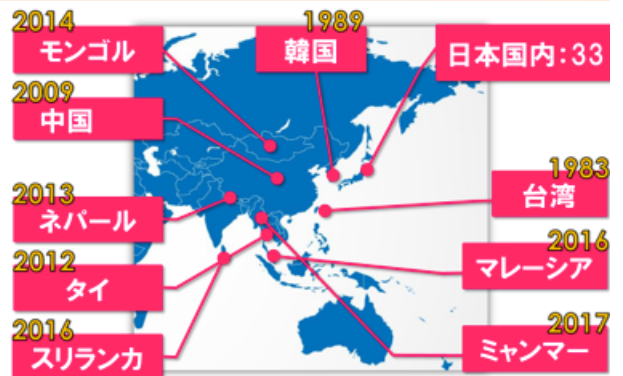 2014
モンゴル
1989
韓国
日本国内：33
2009
中国
1983
台湾
2013
ネパール
2016
マレーシア
2012
タイ
2016
スリランカ
2017
ミャンマー